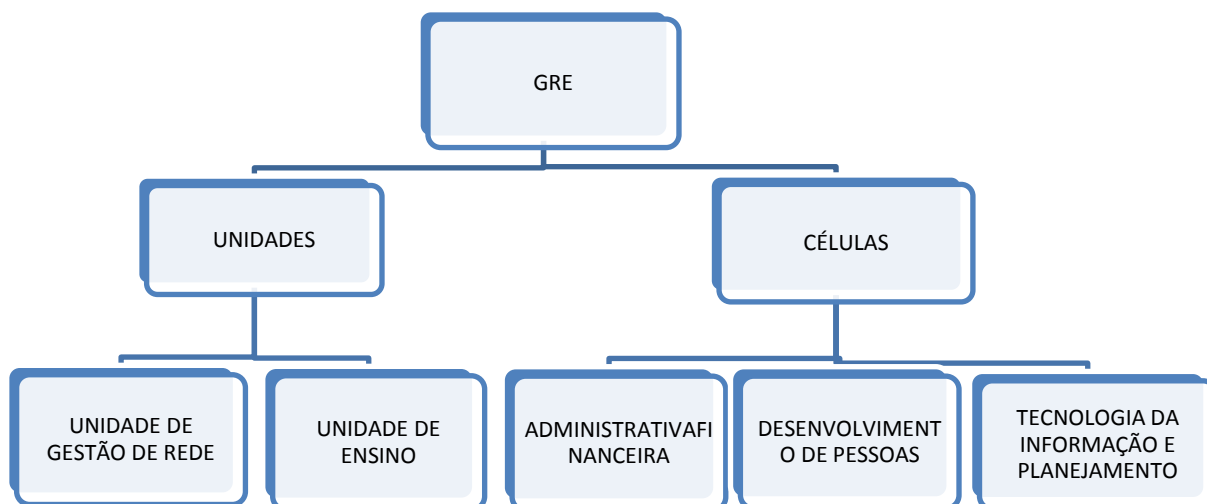 GRE
UNIDADES
CÉLULAS
UNIDADE DE
GESTÃO DE REDE
UNIDADE DE
ENSINO
ADMINISTRATIVAFI
NANCEIRA
DESENVOLVIMENT
O DE PESSOAS
TECNOLOGIA DA
INFORMAÇÃO E
PLANEJAMENTO